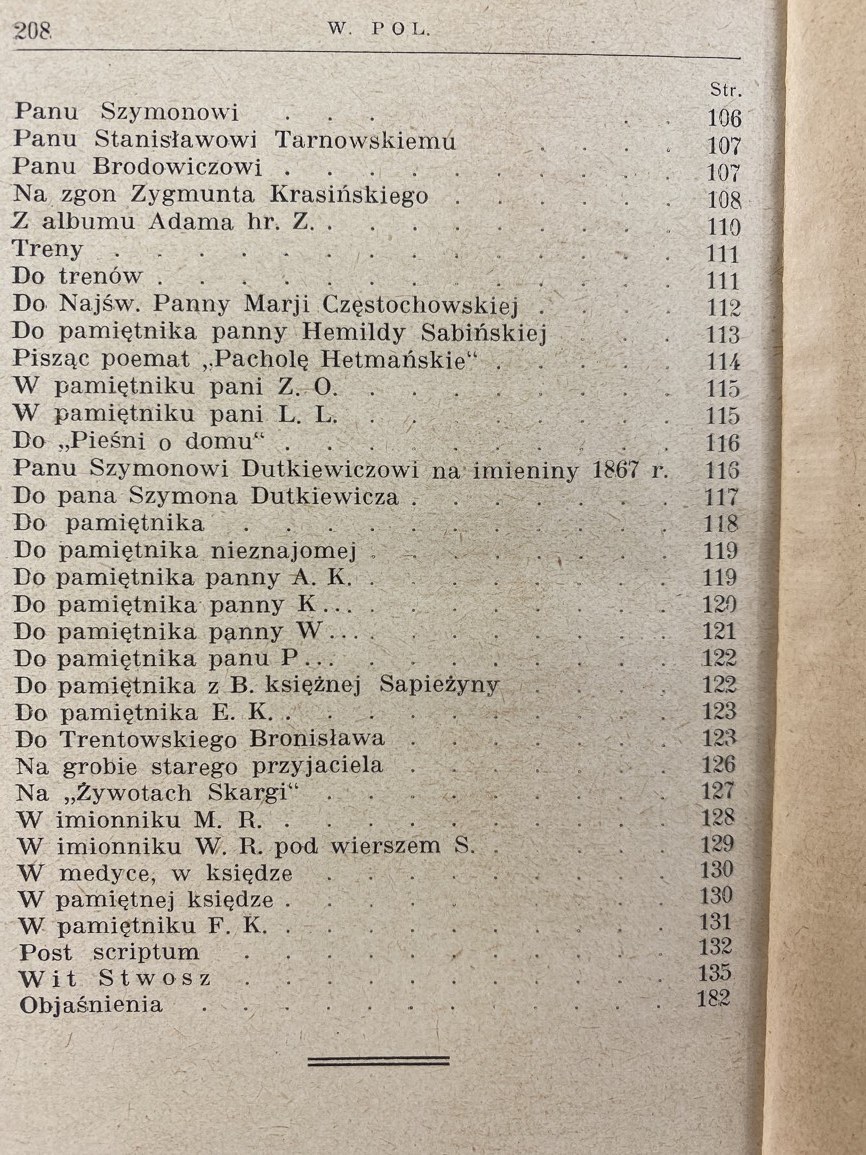 208 W. POL.
Str.
Panu Szymonowi . . . . . 106
Panu Stanisławowi Tarnowskiemu . . . . 107
Panu Brodowiczowi . . . . . . . . . . 107
Na zgon Zygmunta Krasińskiego . . . . . . 108
Z albumu Adama hr. Z. . . . . . . . . . 110
Treny . . . . . . . . . . . . . . 111
Do trenów . . . . . . . . . . . . . 111
Do Najśw. Panny Marji Częstochowskiej . . . . 112
Do pamiętnika panny Hemildy Sabińskiej . . . 113
Pisząc poemat „Pacholę Hetmańskie“ . . . . . 114
W pamiętniku pani Z. O. . . . . . . . . 115
W pamiętniku pani L. L. . . . . . . . . 115
Do „Pieśni o domu“ . . . . . . . . . . 116
Panu Szymonowi Dutkiewiczowi na imieniny 1867 r. 116
Do pana Szymona Dutkiewicza . . . . . . . 117
Do pamiętnika . . . . . . . . . . 118
Do pamiętnika nieznajomej . . . . . . . . 119
Do pamiętnika panny A. K. . . . . . . . . 119
Do pamiętnika panny K... . . . . . . . . 120
Do pamiętnika panny W... . . . . . . . . 121
Do pamiętnika panu P... . . . . . . . . 122
Do pamiętnika z B. księżnej Sapieżyny . . . . 122
Do pamiętnika E. K. . . . . . . . . . . 123
Do Trentowskiego Bronisława . . . . . . . 123
Na grobie starego przyjaciela . . . . . . . 126
Na „Żywotach Skargi“ . . . . . . . . . 127
W imionniku M. R. . . . . . . . . . . 128
W imionniku W. R. pod wierszem S. . . . . . 129
W medyce, w księdze . . . . . . . . . 130
W pamiętnej księdze . . . . . . . . . . 130
W pamiętniku F. K. . . . . . . . . . . 131
Post scriptum . . . . . . . . . . . 132
Wit Stwosz . . . . . . . . . . . 135
Objaśnienia . . . . . . . . . . . . 182